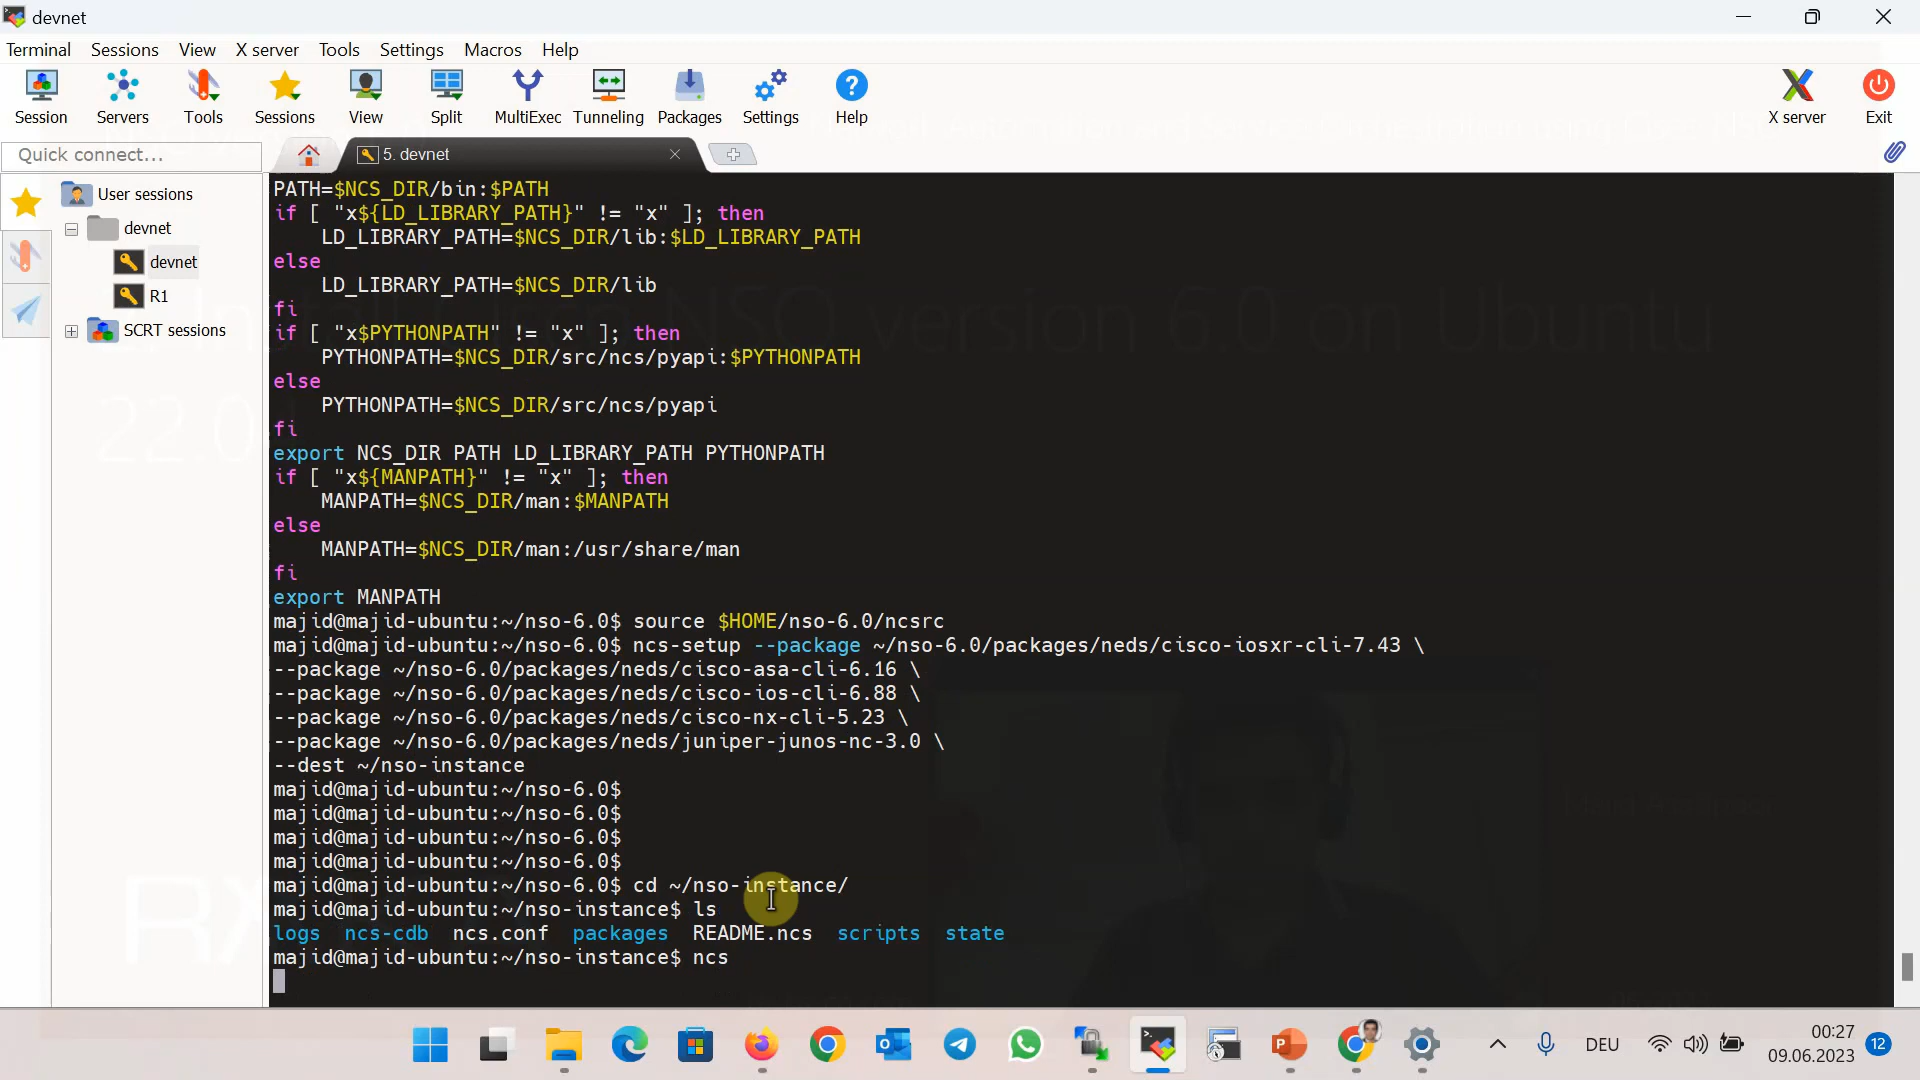 devnet
Terminal Sessions View X server Tools Settings Macros Help
Session Servers Tools Sessions View Split MultiExec Tunneling Packages Settings Help X server Exit
Quick connect...
5. devnet
User sessions
devnet
devnet
R1
SCRT sessions
PATH=$NCS_DIR/bin:$PATH
if [ "x${LD_LIBRARY_PATH}" != "x" ]; then
LD_LIBRARY_PATH=$NCS_DIR/lib:$LD_LIBRARY_PATH
else
LD_LIBRARY_PATH=$NCS_DIR/lib
fi
if [ "x$PYTHONPATH" != "x" ]; then
PYTHONPATH=$NCS_DIR/src/ncs/pyapi:$PYTHONPATH
else
PYTHONPATH=$NCS_DIR/src/ncs/pyapi
fi
export NCS_DIR PATH LD_LIBRARY_PATH PYTHONPATH
if [ "x${MANPATH}" != "x" ]; then
MANPATH=$NCS_DIR/man:$MANPATH
else
MANPATH=$NCS_DIR/man:/usr/share/man
fi
export MANPATH
majid@majid-ubuntu:~/nso-6.0$ source $HOME/nso-6.0/ncsrc
majid@majid-ubuntu:~/nso-6.0$ ncs-setup --package ~/nso-6.0/packages/neds/cisco-iosxr-cli-7.43 \
--package ~/nso-6.0/packages/neds/cisco-asa-cli-6.16 \
--package ~/nso-6.0/packages/neds/cisco-ios-cli-6.88 \
--package ~/nso-6.0/packages/neds/cisco-nx-cli-5.23 \
--package ~/nso-6.0/packages/neds/juniper-junos-nc-3.0 \
--dest ~/nso-instance
majid@majid-ubuntu:~/nso-6.0$
majid@majid-ubuntu:~/nso-6.0$
majid@majid-ubuntu:~/nso-6.0$
majid@majid-ubuntu:~/nso-6.0$
majid@majid-ubuntu:~/nso-6.0$ cd ~/nso-instance/
majid@majid-ubuntu:~/nso-instance$ ls
logs ncs-cdb ncs.conf packages README.ncs scripts state
majid@majid-ubuntu:~/nso-instance$ ncs
version 6.0 on Ubuntu
22.0
DEU
00:27
09.06.2023
12